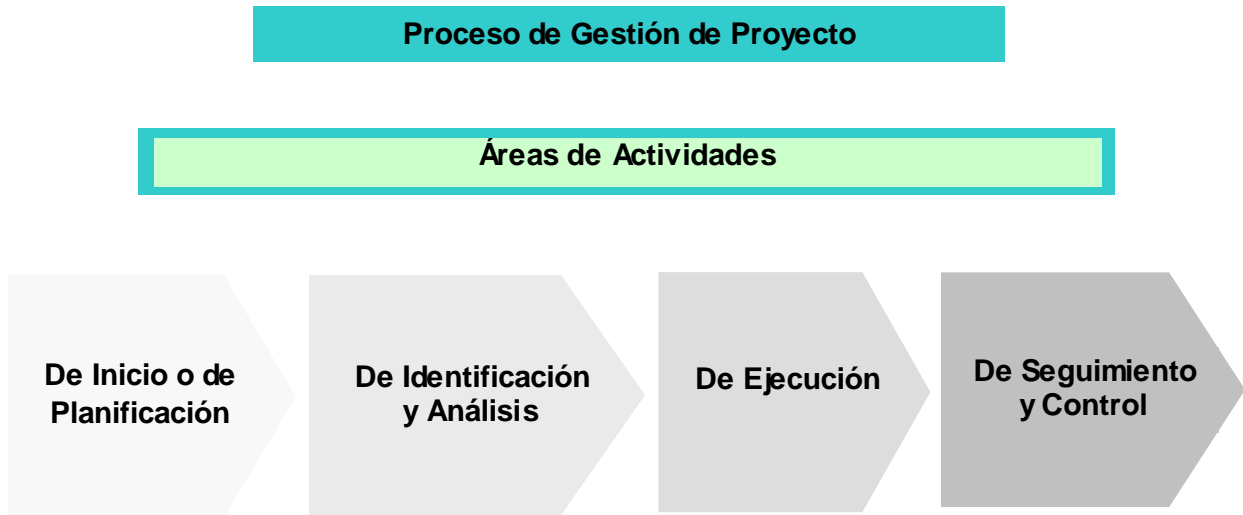 Proceso de Gestión de Proyecto
Áreas de Actividades
De Inicio o de
Planificación
De Identificación
y Análisis
De Ejecución
De Seguimiento
y Control